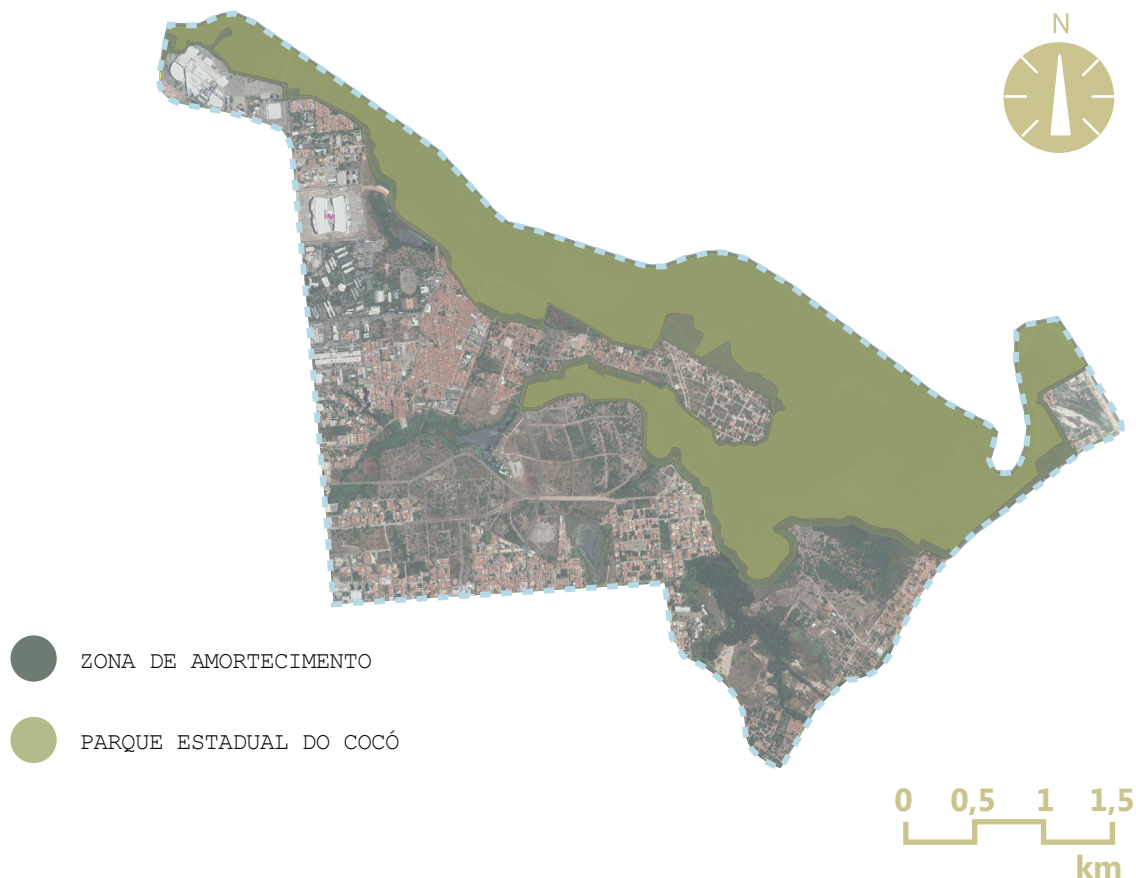 N
ZONA DE AMORTECIMENTO
PARQUE ESTADUAL DO COCÓ
0 0,5 1 1,5
km